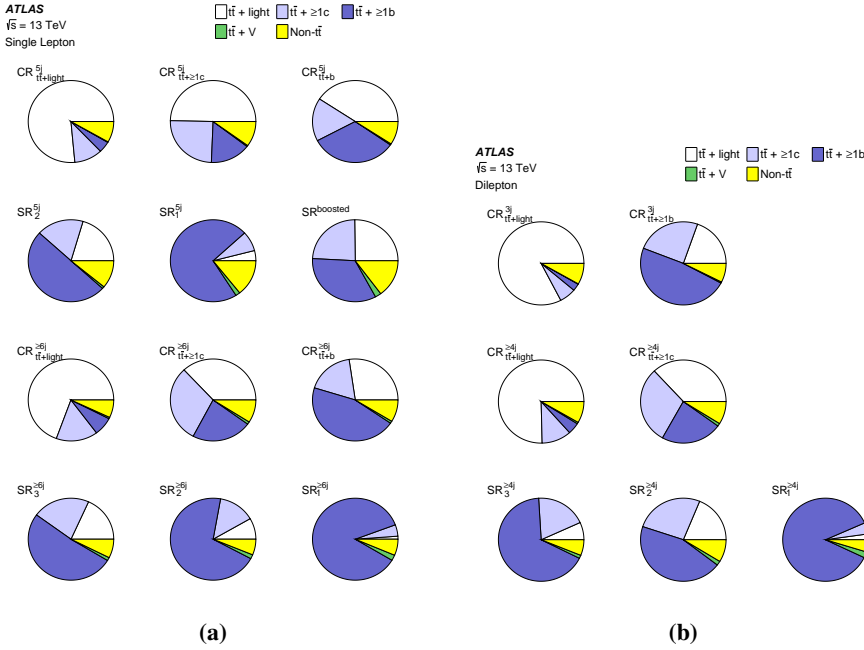 ATLAS
√s = 13 TeV
Single Lepton
tt̄ + light tt̄ + ≥1c tt̄ + ≥1b
tt̄ + V Non-tt̄
CR 5j tt̄+light CR 5j tt̄+≥1c CR 5j tt̄+b
SR 5j 2 SR 5j 1 SR boosted
CR ≥6j tt̄+light CR ≥6j tt̄+≥1c CR ≥6j tt̄+b
SR ≥6j 3 SR ≥6j 2 SR ≥6j 1
(a)
ATLAS
√s = 13 TeV
Dilepton
tt̄ + light tt̄ + ≥1c tt̄ + ≥1b
tt̄ + V Non-tt̄
CR 3j tt̄+light CR 3j tt̄+≥1b
CR ≥4j tt̄+light CR ≥4j tt̄+≥1c
SR ≥4j 3 SR ≥4j 2 SR ≥4j 1
(b)